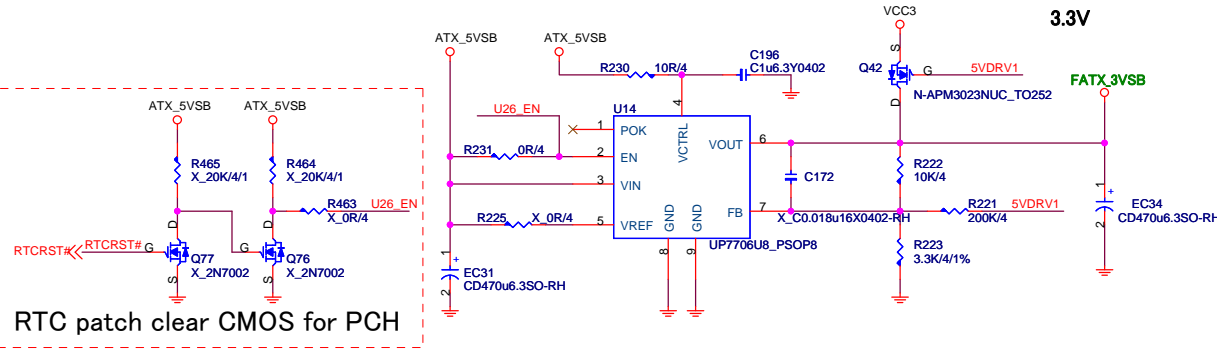 VCC3
3.3V
ATX_5VSB
ATX_5VSB
C196
C1u6.3Y0402
R230
10R/4
S
Q42
G
5VDRV1
FATX_3VSB
N-APM3023NUC_TO252
D
ATX_5VSB
ATX_5VSB
U26_EN
U14
4
1
POK
VCTRL
VOUT
6
R231
0R/4
2
EN
3
VIN
R465
X_20K/4/1
R464
X_20K/4/1
C172
R222
10K/4
R463
X_0R/4
U26_EN
R225
X_0R/4
5
VREF
GND
GND
FB
7
X_C0.018u16X0402-RH
R221
200K/4
5VDRV1
1
+
EC34
CD470u6.3SO-RH
2
D
D
RTCRST#
RTCRST#
G
Q77
X_2N7002
S
G
Q76
X_2N7002
S
8
9
UP7706U8_PSOP8
R223
3.3K/4/1%
1
+
EC31
CD470u6.3SO-RH
2
RTC patch clear CMOS for PCH